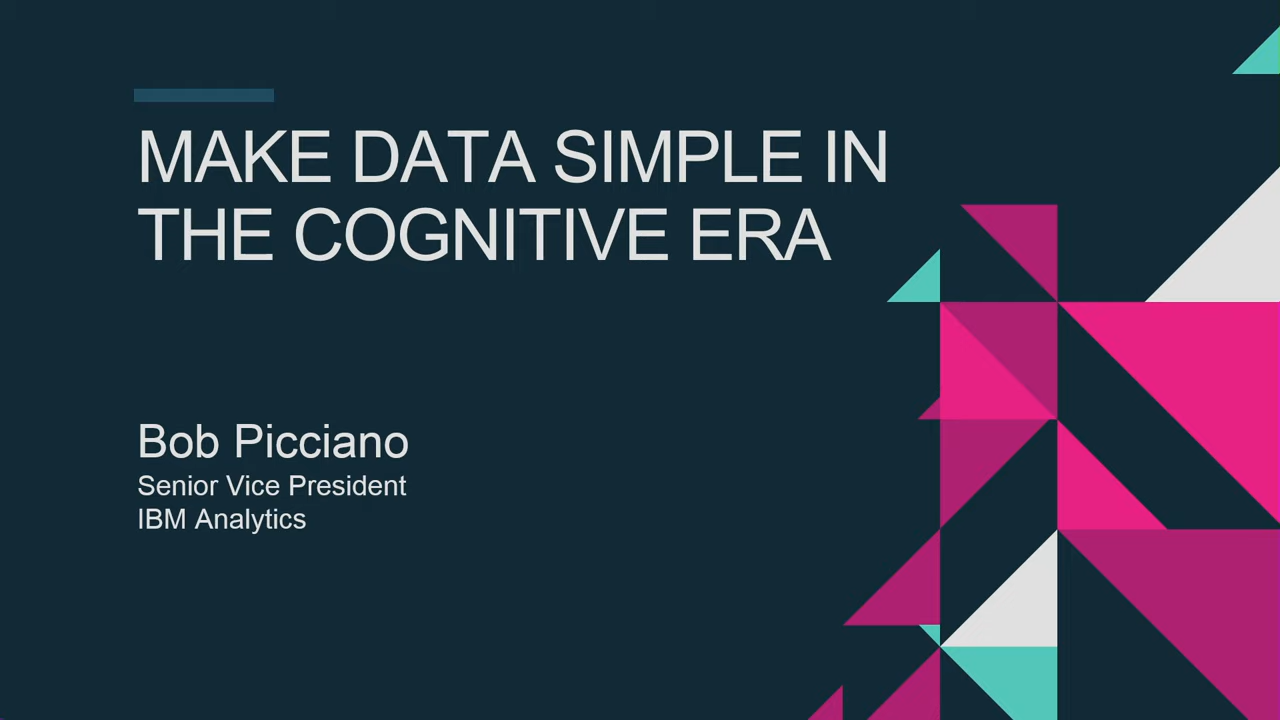 MAKE DATA SIMPLE IN
THE COGNITIVE ERA
Bob Picciano
Senior Vice President
IBM Analytics